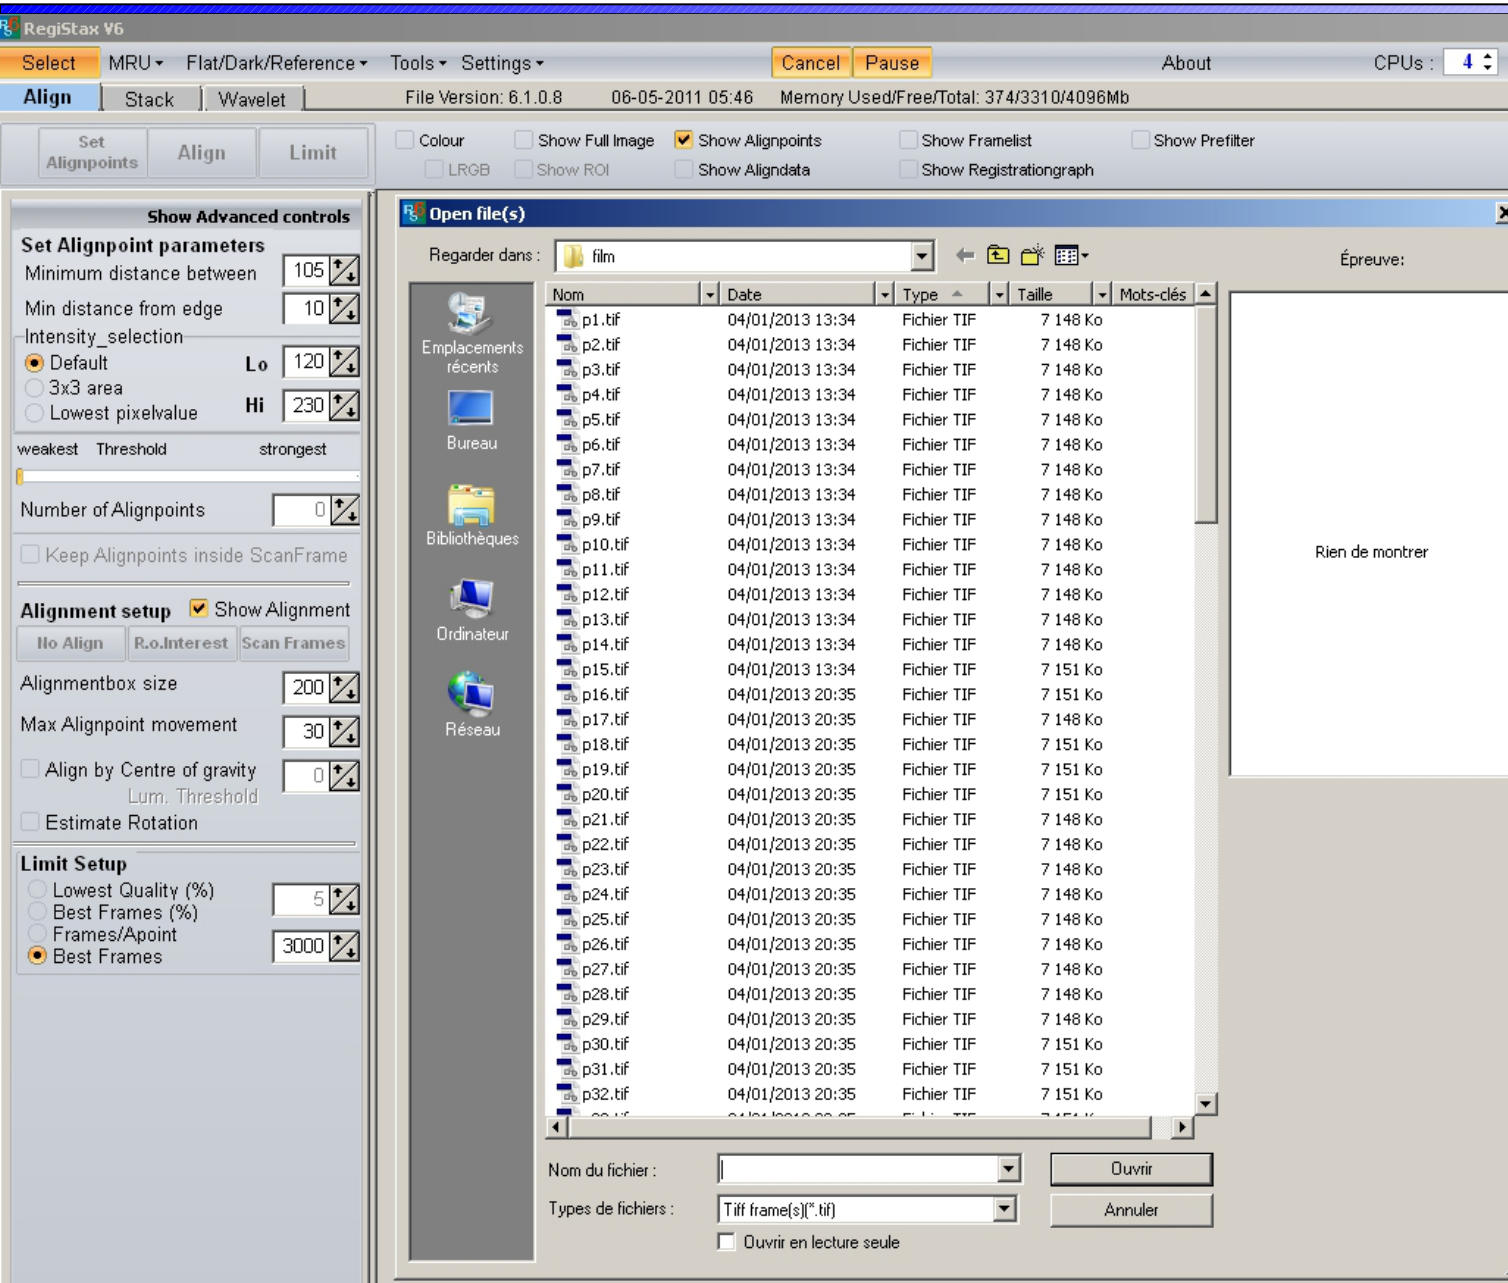 RegiStax V6
Select MRU Flat/Dark/Reference Tools Settings Cancel Pause About CPUs : 4
Align Stack Wavelet File Version: 6.1.0.8 06-05-2011 05:46 Memory Used/Free/Total: 374/3310/4096Mb
Set Alignpoints Align Limit
Colour Show Full Image Show Alignpoints Show Framelist Show Prefilter
LRGB Show ROI Show Aligndata Show Registrationgraph
Show Advanced controls
Set Alignpoint parameters
Minimum distance between 105
Min distance from edge 10
Intensity_selection
Default Lo 120
3x3 area
Lowest pixelvalue Hi 230
weakest Threshold strongest
Number of Alignpoints 0
Keep Alignpoints inside ScanFrame
Alignment setup Show Alignment
No Align R.o.Interest Scan Frames
Alignmentbox size 200
Max Alignpoint movement 30
Align by Centre of gravity 0
Lum. Threshold
Estimate Rotation
Limit Setup
Lowest Quality (%) 5
Best Frames (%)
Frames/Apoint 3000
Best Frames
Open file(s)
Regarder dans : film Épreuve:
Emplacements récents
Bureau
Bibliothèques
Ordinateur
Réseau
Nom Date Type Taille Mots-clés
p1.tif 04/01/2013 13:34 Fichier TIF 7 148 Ko
p2.tif 04/01/2013 13:34 Fichier TIF 7 148 Ko
p3.tif 04/01/2013 13:34 Fichier TIF 7 148 Ko
p4.tif 04/01/2013 13:34 Fichier TIF 7 148 Ko
p5.tif 04/01/2013 13:34 Fichier TIF 7 148 Ko
p6.tif 04/01/2013 13:34 Fichier TIF 7 148 Ko
p7.tif 04/01/2013 13:34 Fichier TIF 7 148 Ko
p8.tif 04/01/2013 13:34 Fichier TIF 7 148 Ko
p9.tif 04/01/2013 13:34 Fichier TIF 7 148 Ko
p10.tif 04/01/2013 13:34 Fichier TIF 7 148 Ko
p11.tif 04/01/2013 13:34 Fichier TIF 7 148 Ko
p12.tif 04/01/2013 13:34 Fichier TIF 7 148 Ko
p13.tif 04/01/2013 13:34 Fichier TIF 7 148 Ko
p14.tif 04/01/2013 13:34 Fichier TIF 7 148 Ko
p15.tif 04/01/2013 13:34 Fichier TIF 7 151 Ko
p16.tif 04/01/2013 20:35 Fichier TIF 7 151 Ko
p17.tif 04/01/2013 20:35 Fichier TIF 7 151 Ko
p18.tif 04/01/2013 20:35 Fichier TIF 7 151 Ko
p19.tif 04/01/2013 20:35 Fichier TIF 7 151 Ko
p20.tif 04/01/2013 20:35 Fichier TIF 7 151 Ko
p21.tif 04/01/2013 20:35 Fichier TIF 7 151 Ko
p22.tif 04/01/2013 20:35 Fichier TIF 7 151 Ko
p23.tif 04/01/2013 20:35 Fichier TIF 7 148 Ko
p24.tif 04/01/2013 20:35 Fichier TIF 7 148 Ko
p25.tif 04/01/2013 20:35 Fichier TIF 7 148 Ko
p26.tif 04/01/2013 20:35 Fichier TIF 7 148 Ko
p27.tif 04/01/2013 20:35 Fichier TIF 7 148 Ko
p28.tif 04/01/2013 20:35 Fichier TIF 7 148 Ko
p29.tif 04/01/2013 20:35 Fichier TIF 7 148 Ko
p30.tif 04/01/2013 20:35 Fichier TIF 7 151 Ko
p31.tif 04/01/2013 20:35 Fichier TIF 7 151 Ko
p32.tif 04/01/2013 20:35 Fichier TIF 7 151 Ko
Rien de montrer
Nom du fichier : Ouvrir
Types de fichiers : Tiff frame(s)(*.tif) Annuler
Ouvrir en lecture seule